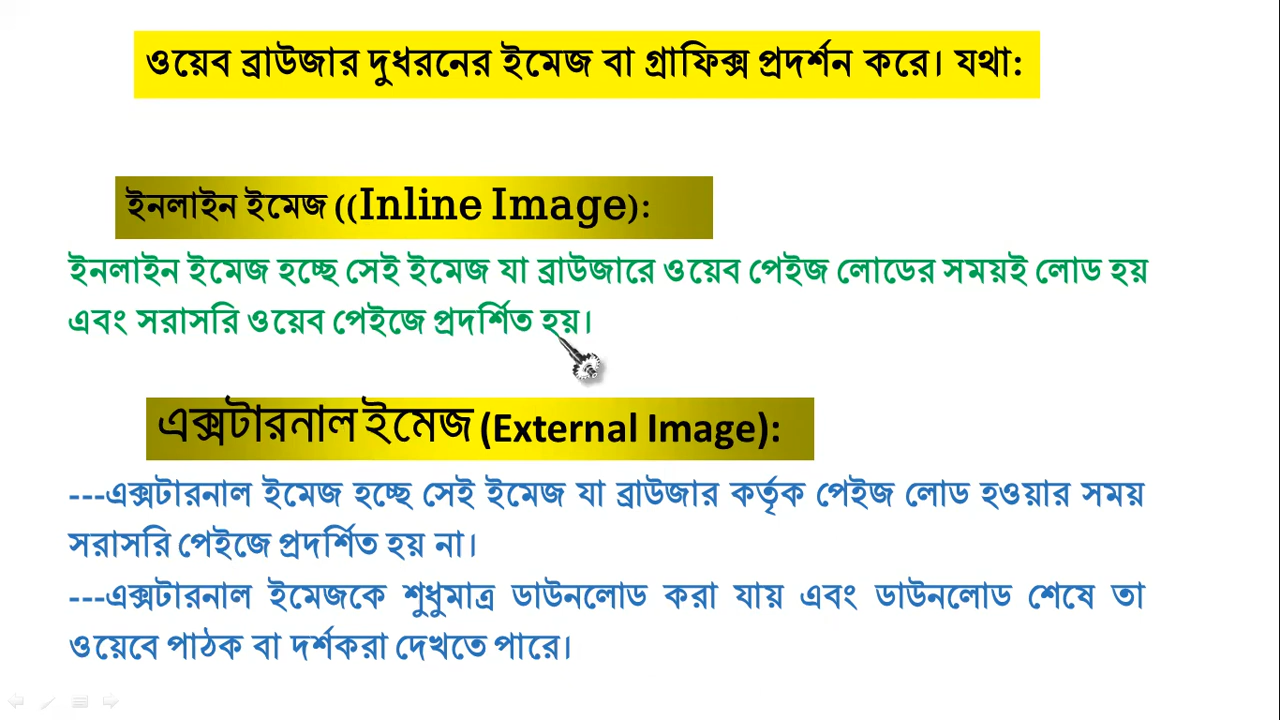 ওয়েব ব্রাউজার দুধরনের ইমেজ বা গ্রাফিক্স প্রদর্শন করে। যথা:
ইনলাইন ইমেজ ((Inline Image):
ইনলাইন ইমেজ হচ্ছে সেই ইমেজ যা ব্রাউজারে ওয়েব পেইজ লোডের সময়ই লোড হয়
এবং সরাসরি ওয়েব পেইজে প্রদর্শিত হয়।
এক্সটারনাল ইমেজ (External Image):
---এক্সটারনাল ইমেজ হচ্ছে সেই ইমেজ যা ব্রাউজার কর্তৃক পেইজ লোড হওয়ার সময়
সরাসরি পেইজে প্রদর্শিত হয় না।
---এক্সটারনাল ইমেজকে শুধুমাত্র ডাউনলোড করা যায় এবং ডাউনলোড শেষে তা
ওয়েবে পাঠক বা দর্শকরা দেখতে পারে।